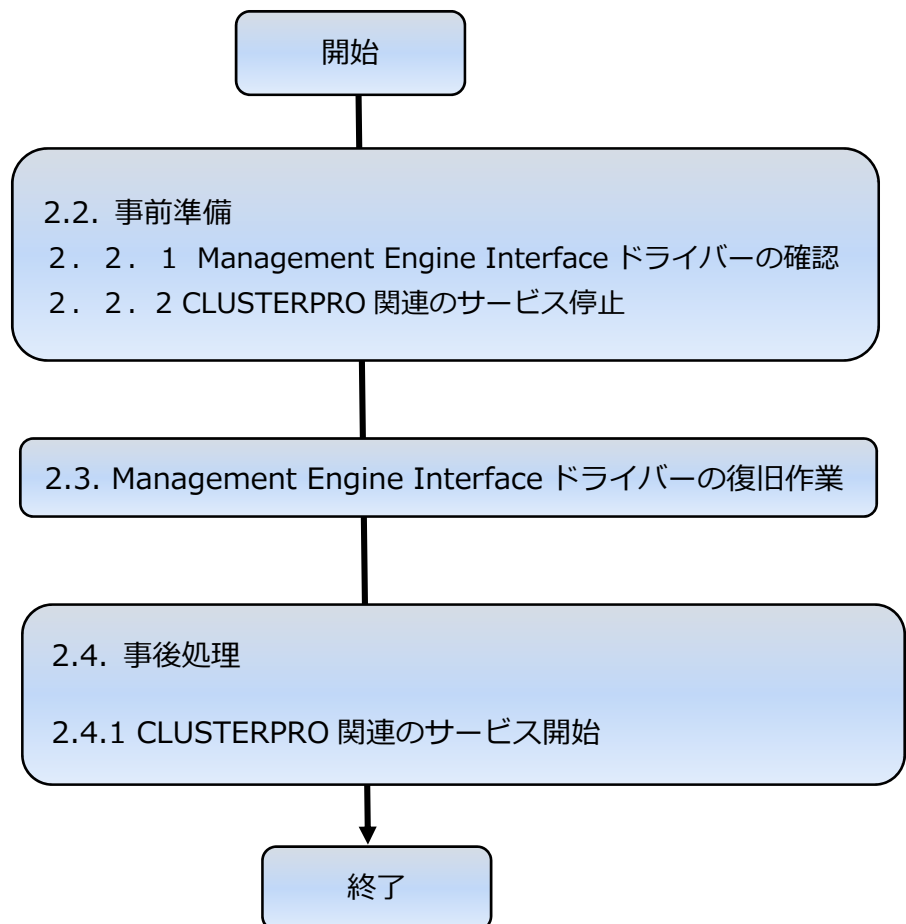 開始
2.2. 事前準備
２．２．１ Management Engine Interface ドライバーの確認
２．２．２ CLUSTERPRO 関連のサービス停止
2.3. Management Engine Interface ドライバーの復旧作業
2.4. 事後処理
2.4.1 CLUSTERPRO 関連のサービス開始
終了